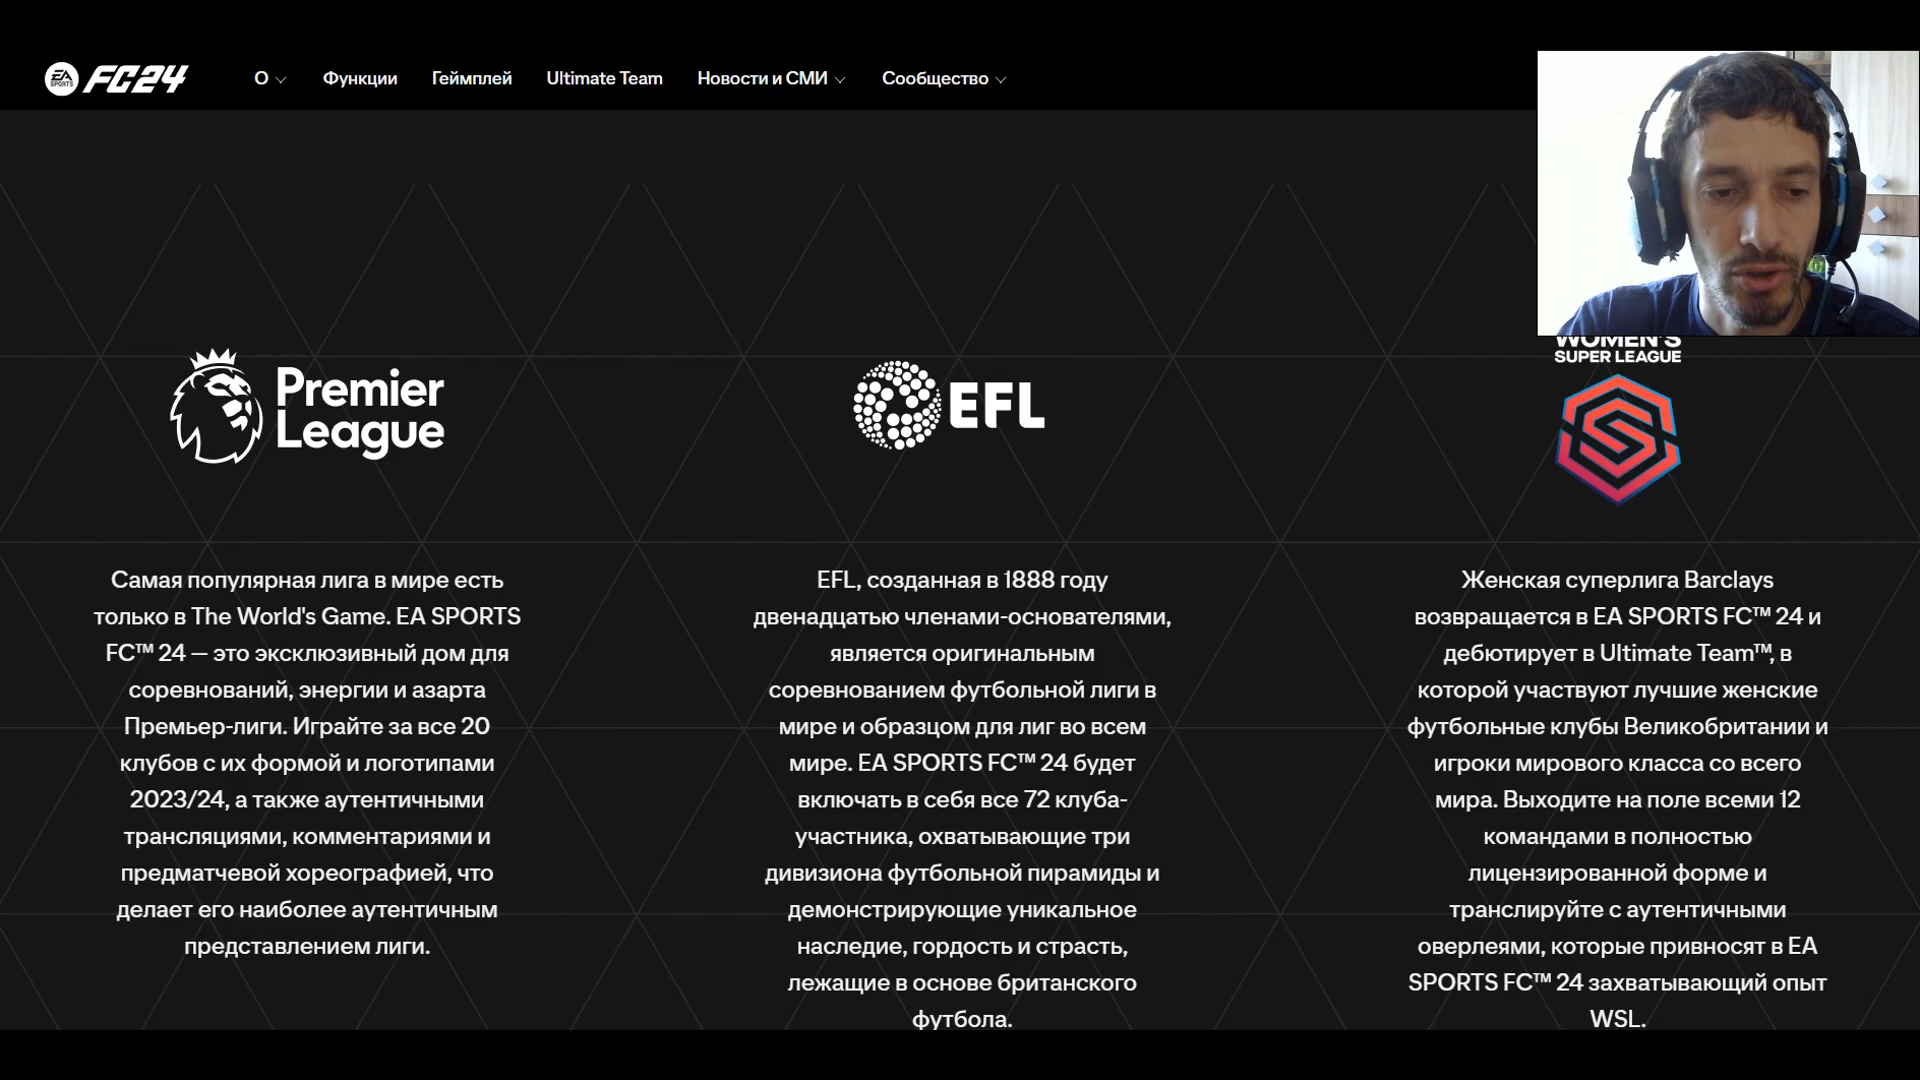 EA SPORTS FC24
О
Функции
Геймплей
Ultimate Team
Новости и СМИ
Сообщество
Premier
League
Самая популярная лига в мире есть
только в The World's Game. EA SPORTS
FC™ 24 — это эксклюзивный дом для
соревнований, энергии и азарта
Премьер-лиги. Играйте за все 20
клубов с их формой и логотипами
2023/24, а также аутентичными
трансляциями, комментариями и
предматчевой хореографией, что
делает его наиболее аутентичным
представлением лиги.
EFL
EFL, созданная в 1888 году
двенадцатью членами-основателями,
является оригинальным
соревнованием футбольной лиги в
мире и образцом для лиг во всем
мире. EA SPORTS FC™ 24 будет
включать в себя все 72 клуба-
участника, охватывающие три
дивизиона футбольной пирамиды и
демонстрирующие уникальное
наследие, гордость и страсть,
лежащие в основе британского
футбола.
WOMEN'S
SUPER LEAGUE
Женская суперлига Barclays
возвращается в EA SPORTS FC™ 24 и
дебютирует в Ultimate Team™, в
которой участвуют лучшие женские
футбольные клубы Великобритании и
игроки мирового класса со всего
мира. Выходите на поле всеми 12
командами в полностью
лицензированной форме и
транслируйте с аутентичными
оверлеями, которые привносят в EA
SPORTS FC™ 24 захватывающий опыт
WSL.